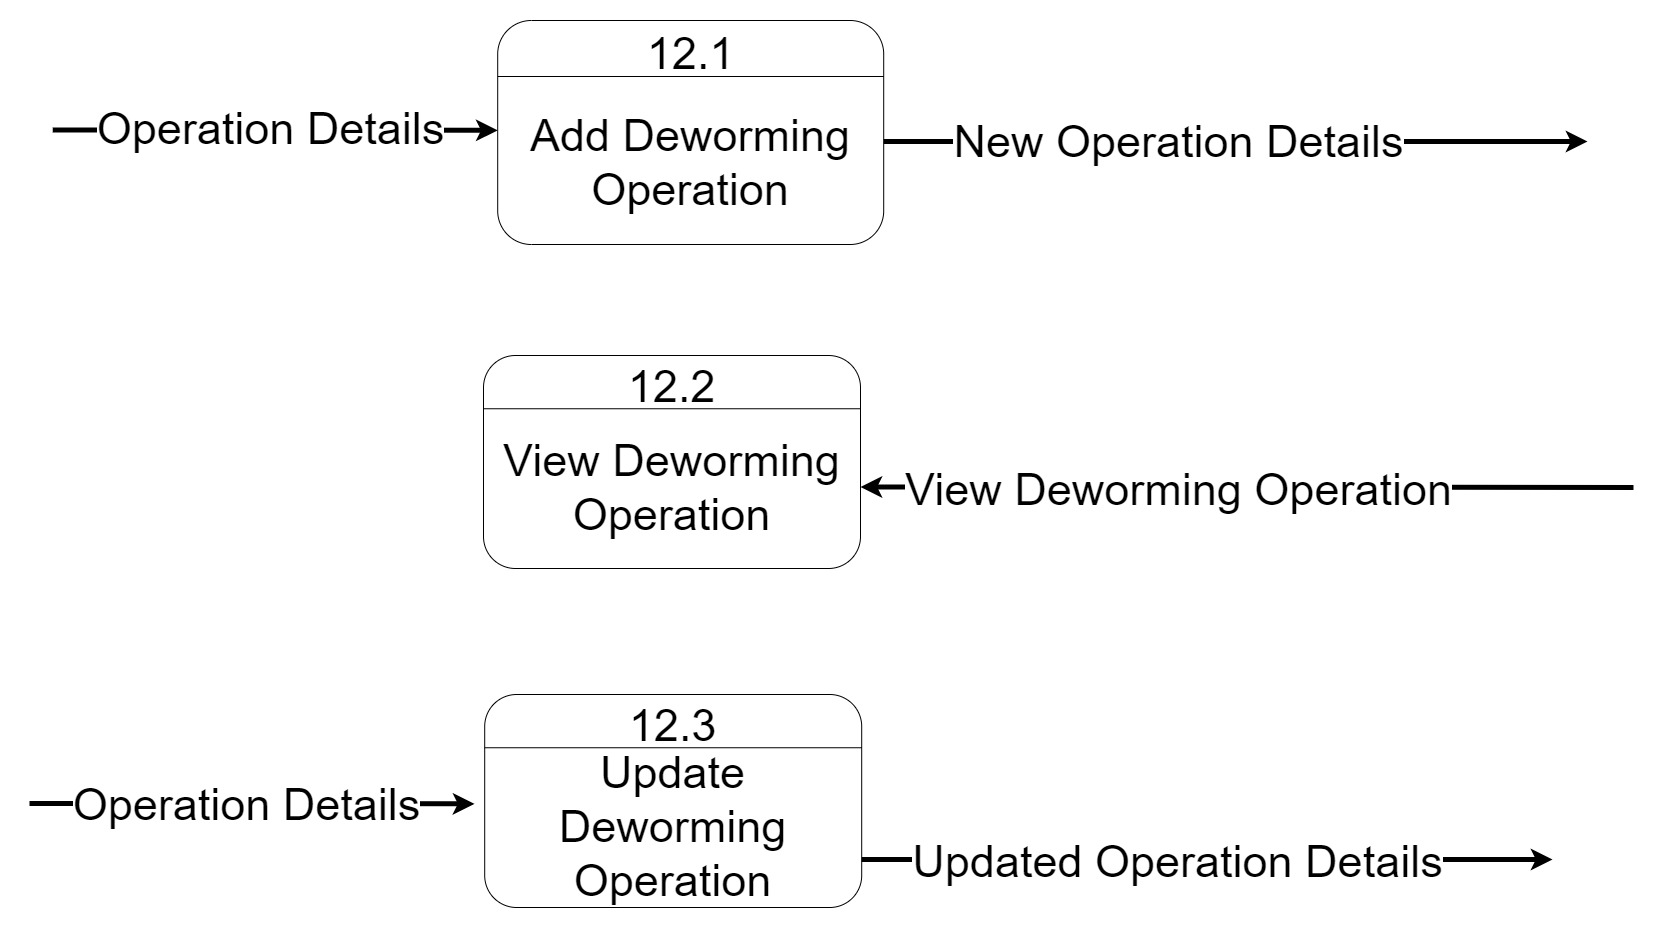 12.1
Operation Details
Add Deworming
Operation
New Operation Details
12.2
View Deworming
Operation
View Deworming Operation
12.3
Operation Details
Update
Deworming
Operation
Updated Operation Details